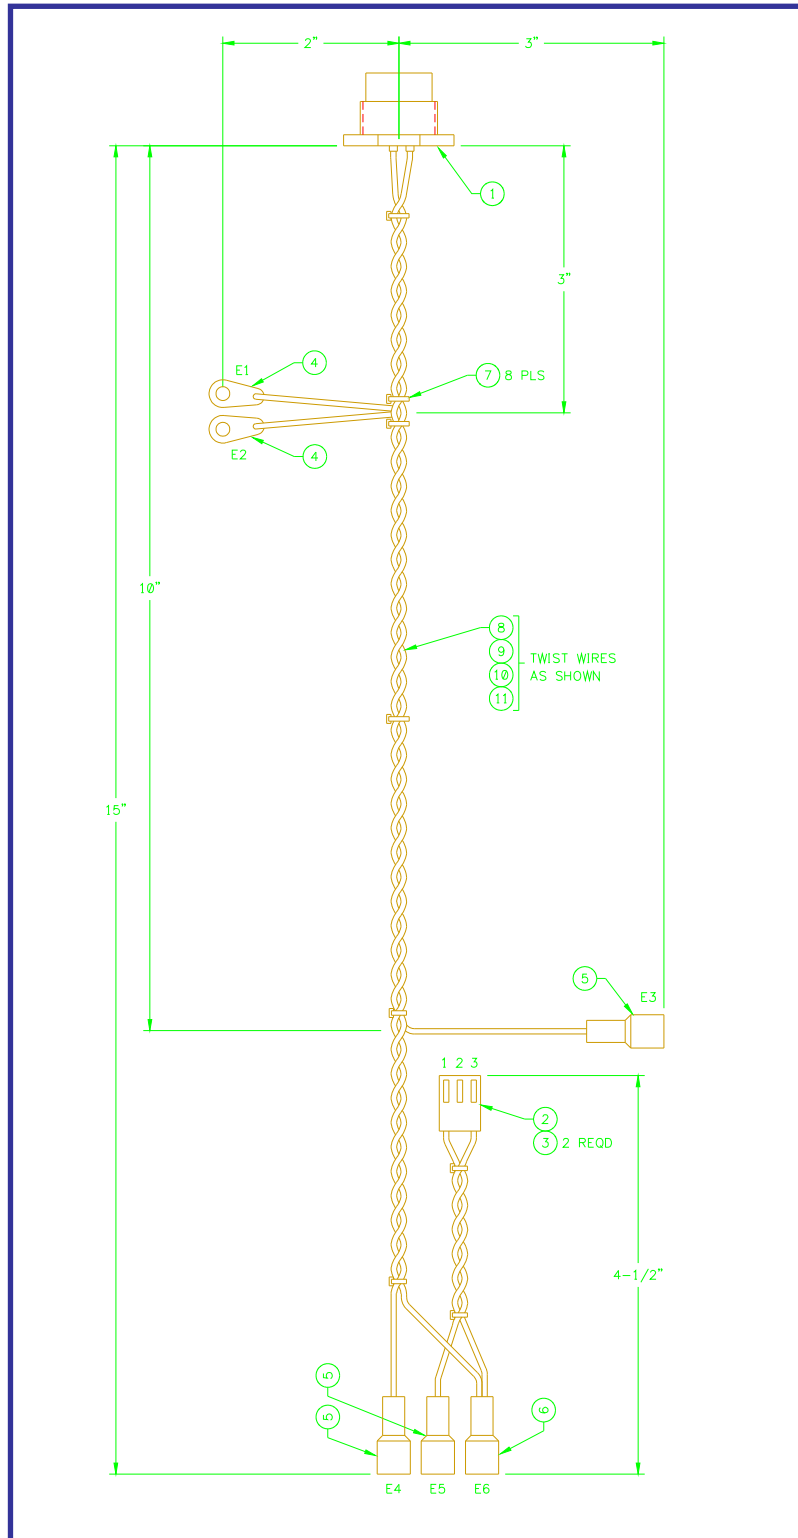 2" 3"
1
3"
E1 4
7 8 PLS
E2 4
10"
8
9 TWIST WIRES
10 AS SHOWN
11
15"
5 E3
1 2 3
2
3 2 REQD
4-1/2"
5
5 6
E4 E5 E6